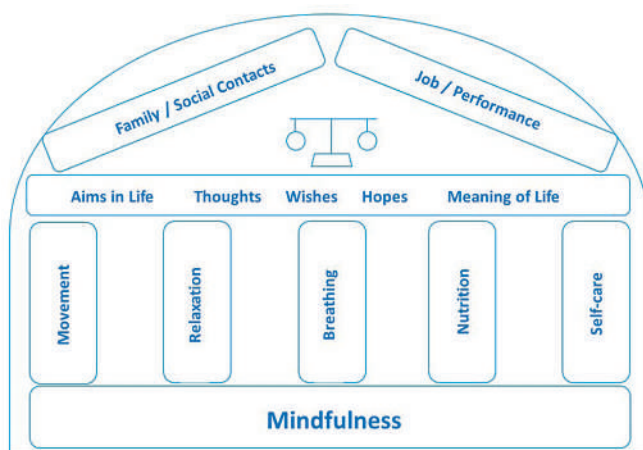 Family / Social Contacts
Job / Performance
Aims in Life Thoughts Wishes Hopes Meaning of Life
Movement
Relaxation
Breathing
Nutrition
Self-care
Mindfulness